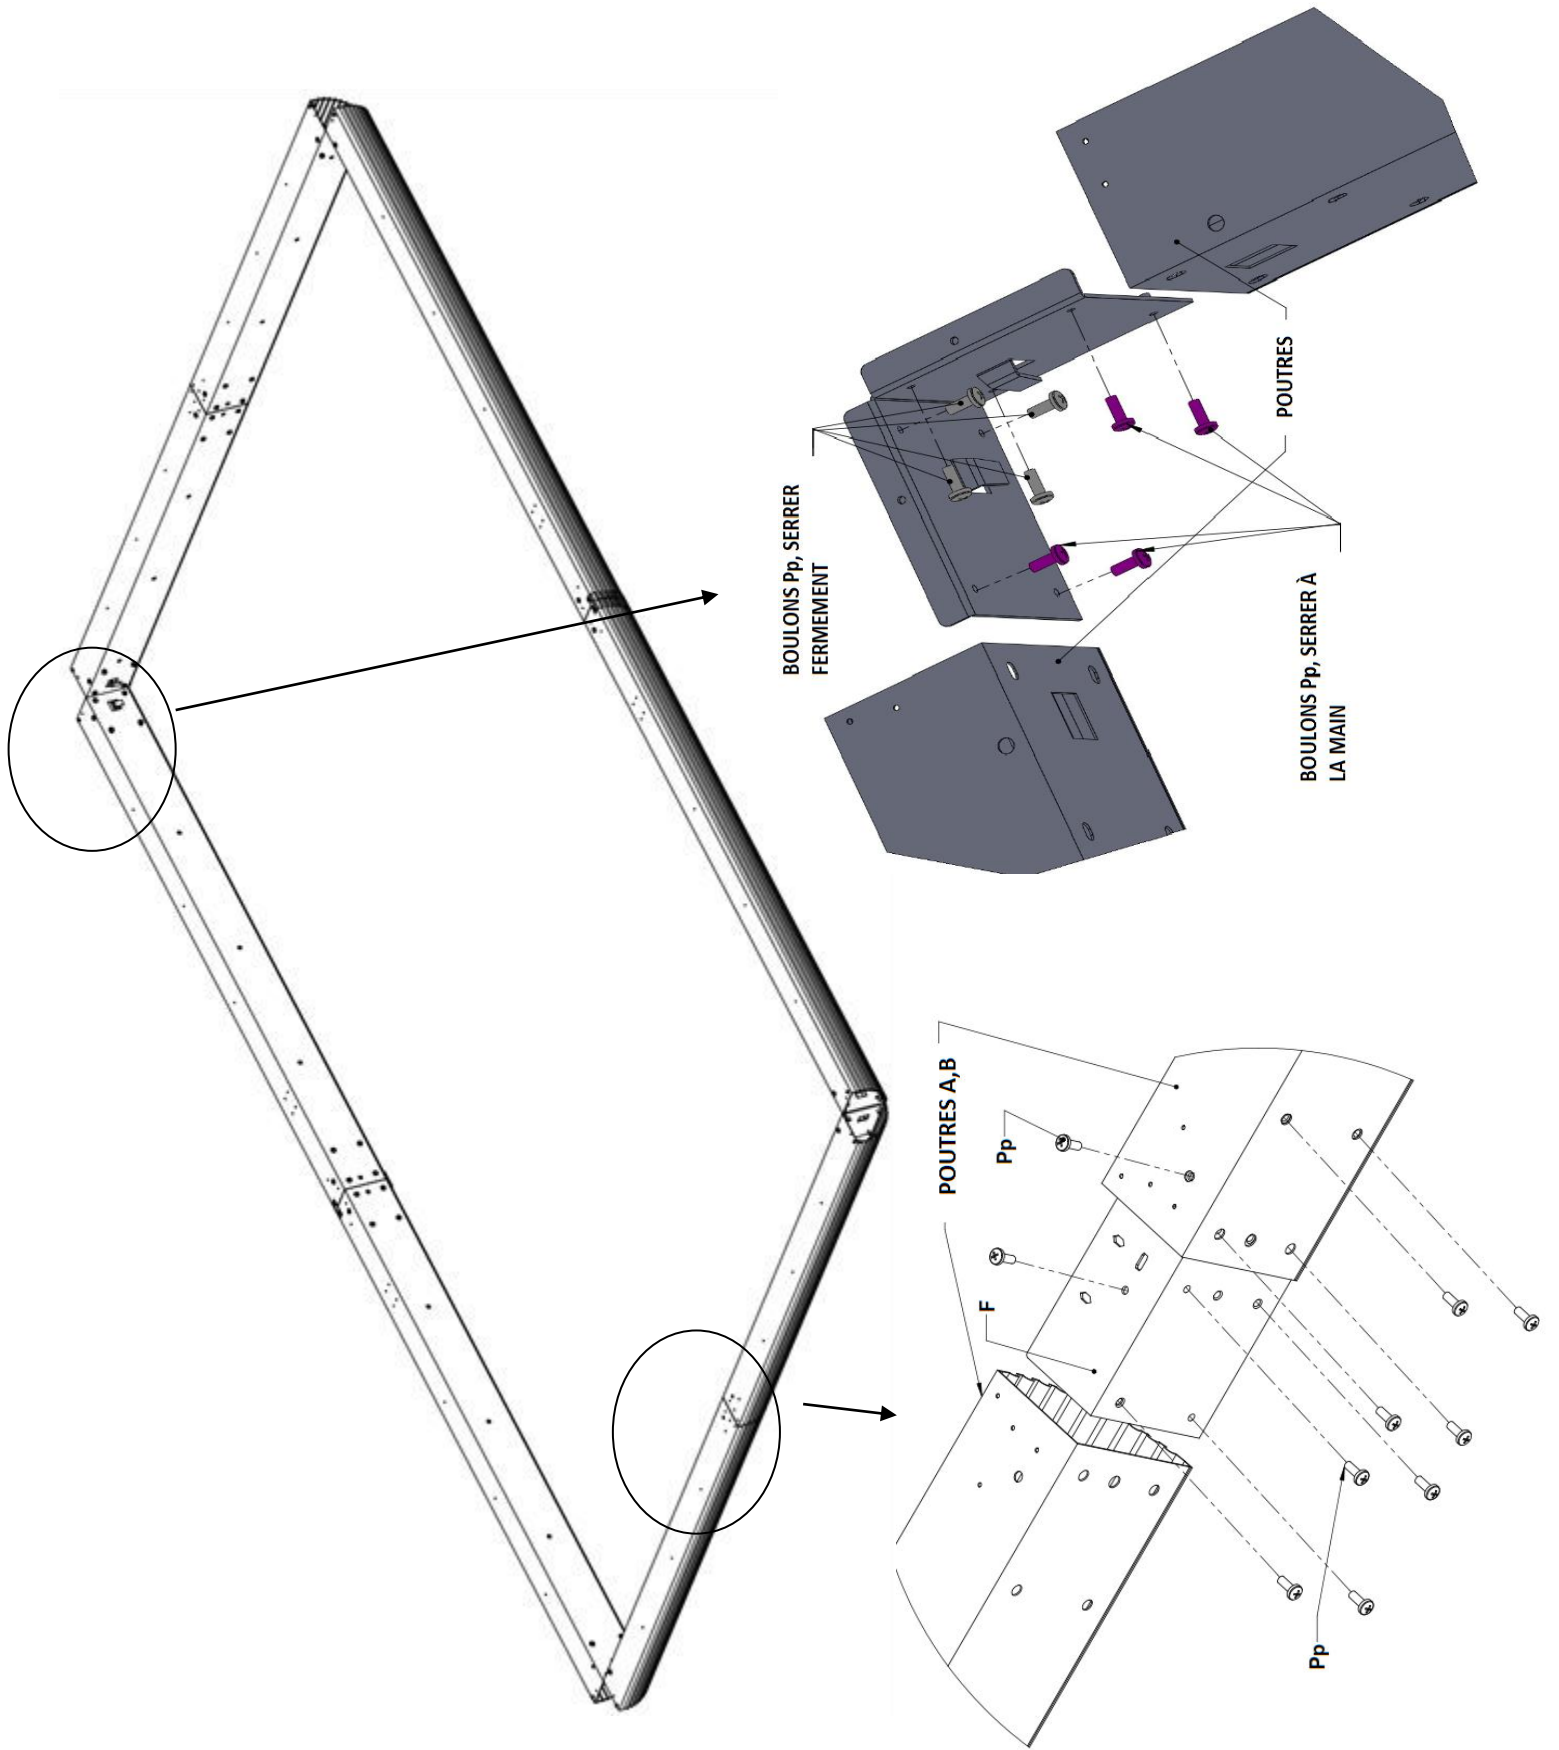 BOULONS Pp, SERRER
FERMEMENT
POUTRES
BOULONS Pp, SERRER À
LA MAIN
POUTRES A,B
Pp
F
Pp